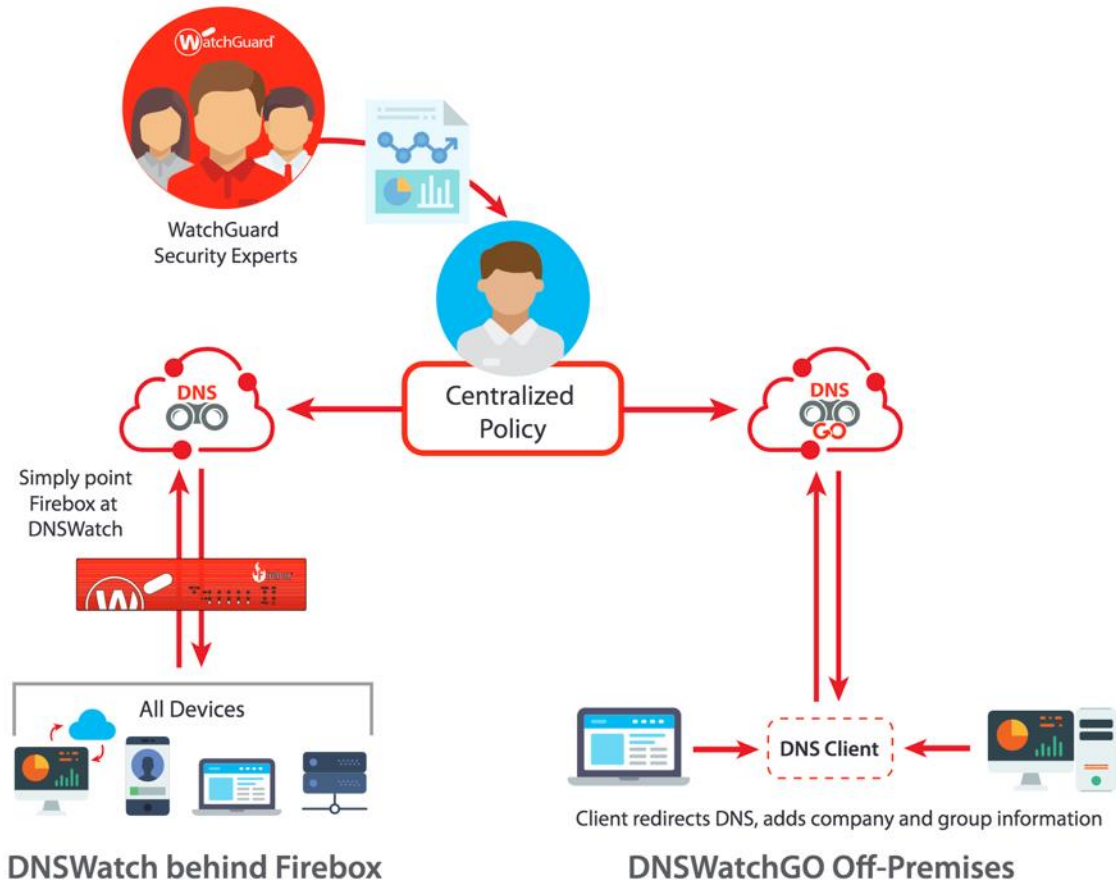 WatchGuard
WatchGuard
Security Experts
Centralized
Policy
DNS
DNS
GO
Simply point
Firebox at
DNSWatch
W
All Devices
DNS Client
Client redirects DNS, adds company and group information
DNSWatch behind Firebox
DNSWatchGO Off-Premises